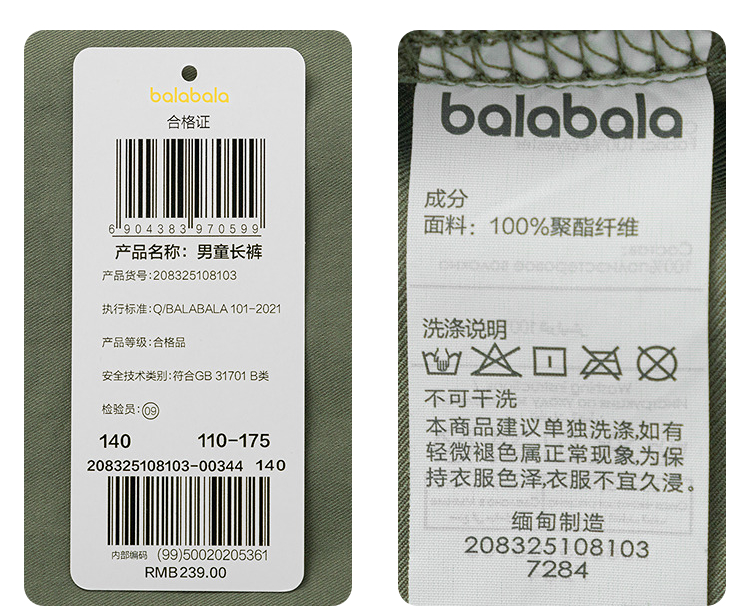 balabala
合格证
6 904383 970599
产品名称：男童长裤
产品货号：208325108103
执行标准：Q/BALABALA 101-2021
产品等级：合格品
安全技术类别：符合GB 31701 B类
检验员：09
140 110-175
208325108103-00344 140
内部编码 (99)50020205361
RMB239.00
balabala
成分
面料：100%聚酯纤维
洗涤说明
不可干洗
本商品建议单独洗涤,如有
轻微褪色属正常现象,为保
持衣服色泽,衣服不宜久浸。
缅甸制造
208325108103
7284